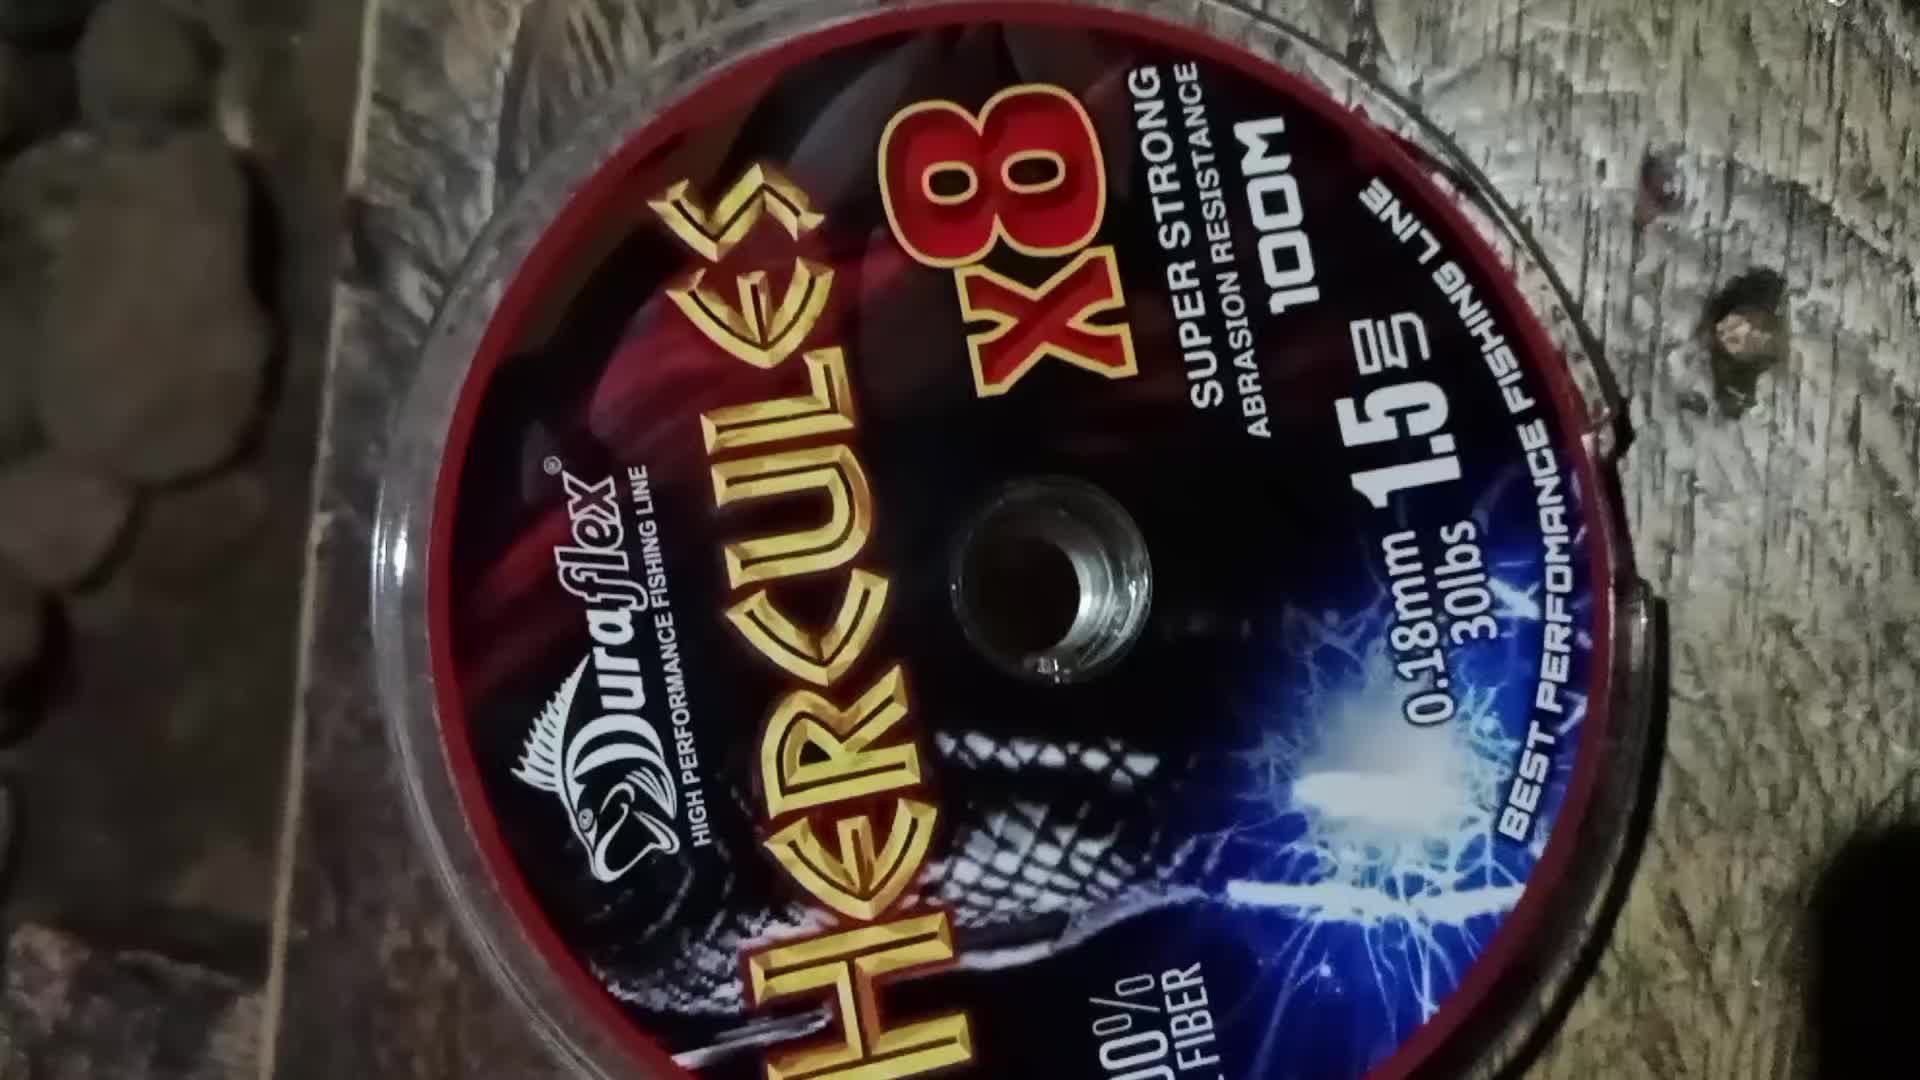 Duraflex®
HIGH PERFORMANCE FISHING LINE
HERCULES
X8
SUPER STRONG
ABRASION RESISTANCE
100M
1.5号
0.18mm
30lbs
BEST PERFOMANCE FISHING LINE
FIBER